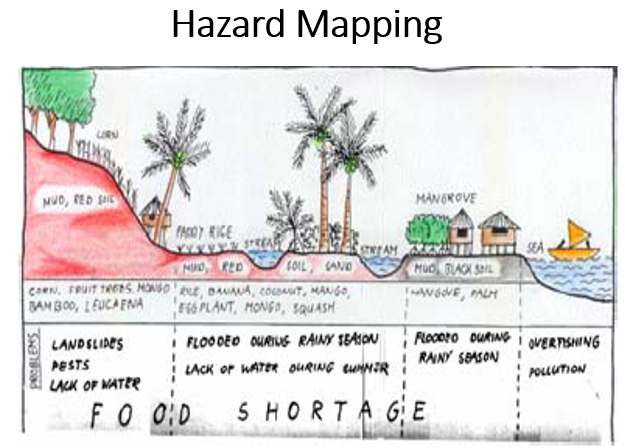 Hazard Mapping
CORN
MUD, RED SOIL
PADDY RICE
STREAM
STREAM
MANGROVE
SEA
MUD, RED
SOIL, SAND
MUD, BLACK SOIL
CORN, FRUIT TREES, MONGO
BAMBOO, LEUCAENA
RICE, BANANA, COCONUT, MANGO,
EGGPLANT, MONGO, SQUASH
MANGOVE, PALM
PROBLEMS
LANDSLIDES
PESTS
LACK OF WATER
FLOODED DURING RAINY SEASON
LACK OF WATER DURING SUMMER
FLOODED DURING
RAINY SEASON
OVERFISHING
POLLUTION
FOOD SHORTAGE